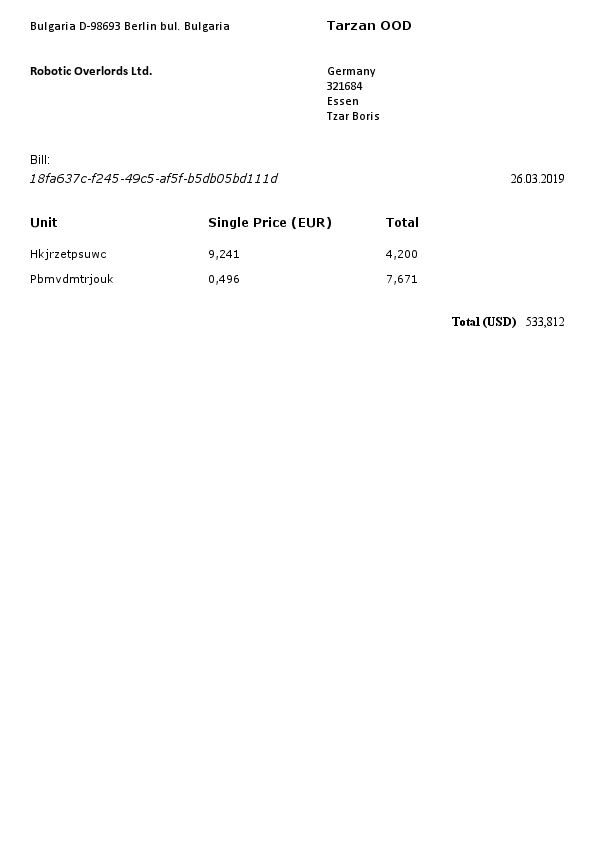 Bulgaria D-98693 Berlin bul. Bulgaria
Tarzan OOD
Robotic Overlords Ltd.
Germany
321684
Essen
Tzar Boris
Bill:
18fa637c-f245-49c5-af5f-b5db05bd111d
26.03.2019
Unit Single Price (EUR) Total
Hkjrzetpsuwc 9,241 4,200
Pbmvdmtrjouk 0,496 7,671
Total (USD) 533,812